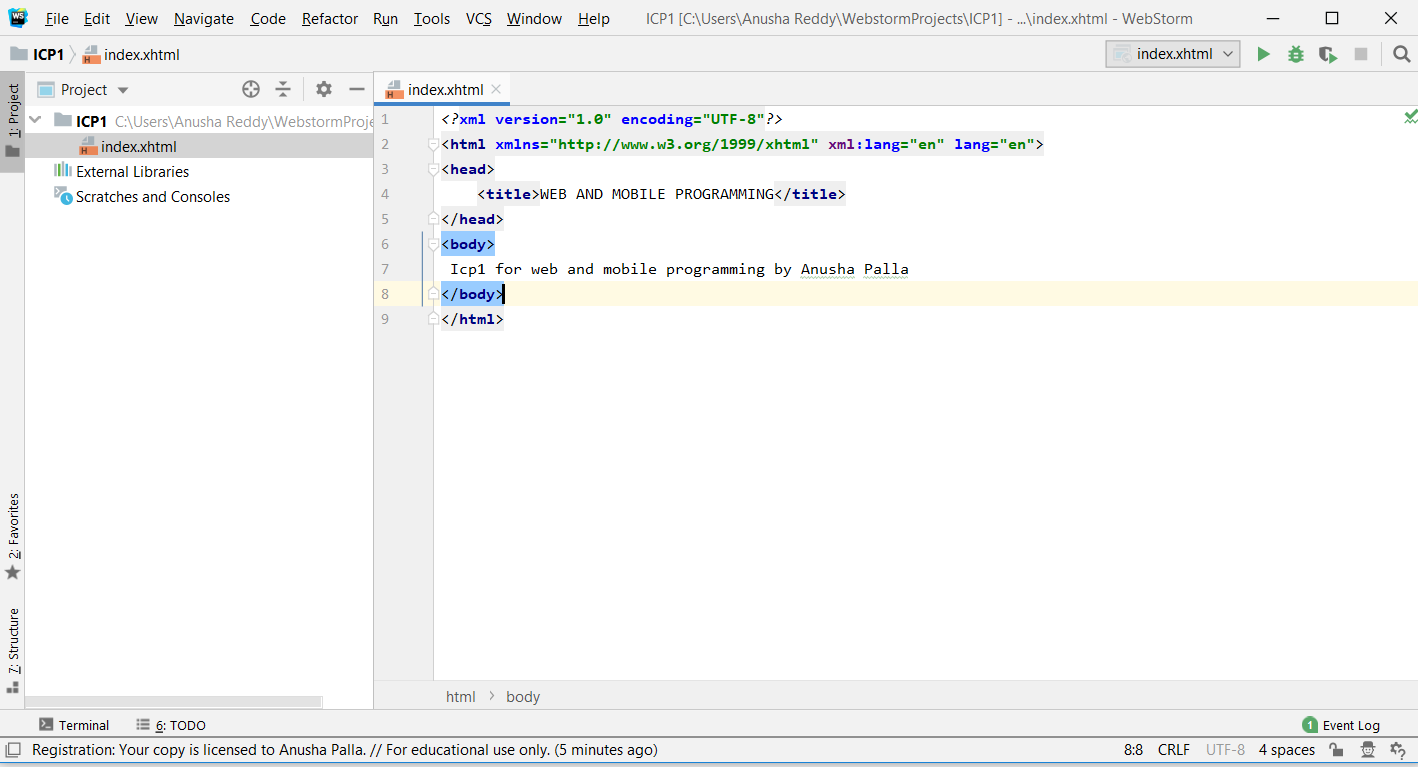 WS File Edit View Navigate Code Refactor Run Tools VCS Window Help ICP1 [C:\Users\Anusha Reddy\WebstormProjects\ICP1] - ...\index.xhtml - WebStorm
ICP1 index.xhtml index.xhtml
1: Project
Project
index.xhtml
ICP1 C:\Users\Anusha Reddy\WebstormProje
index.xhtml
External Libraries
Scratches and Consoles
1 <?xml version="1.0" encoding="UTF-8"?>
2 <html xmlns="http://www.w3.org/1999/xhtml" xml:lang="en" lang="en">
3 <head>
4 <title>WEB AND MOBILE PROGRAMMING</title>
5 </head>
6 <body>
7 Icp1 for web and mobile programming by Anusha Palla
8 </body>
9 </html>
2: Favorites
7: Structure
html body
Terminal 6: TODO 1 Event Log
Registration: Your copy is licensed to Anusha Palla. // For educational use only. (5 minutes ago) 8:8 CRLF UTF-8 4 spaces